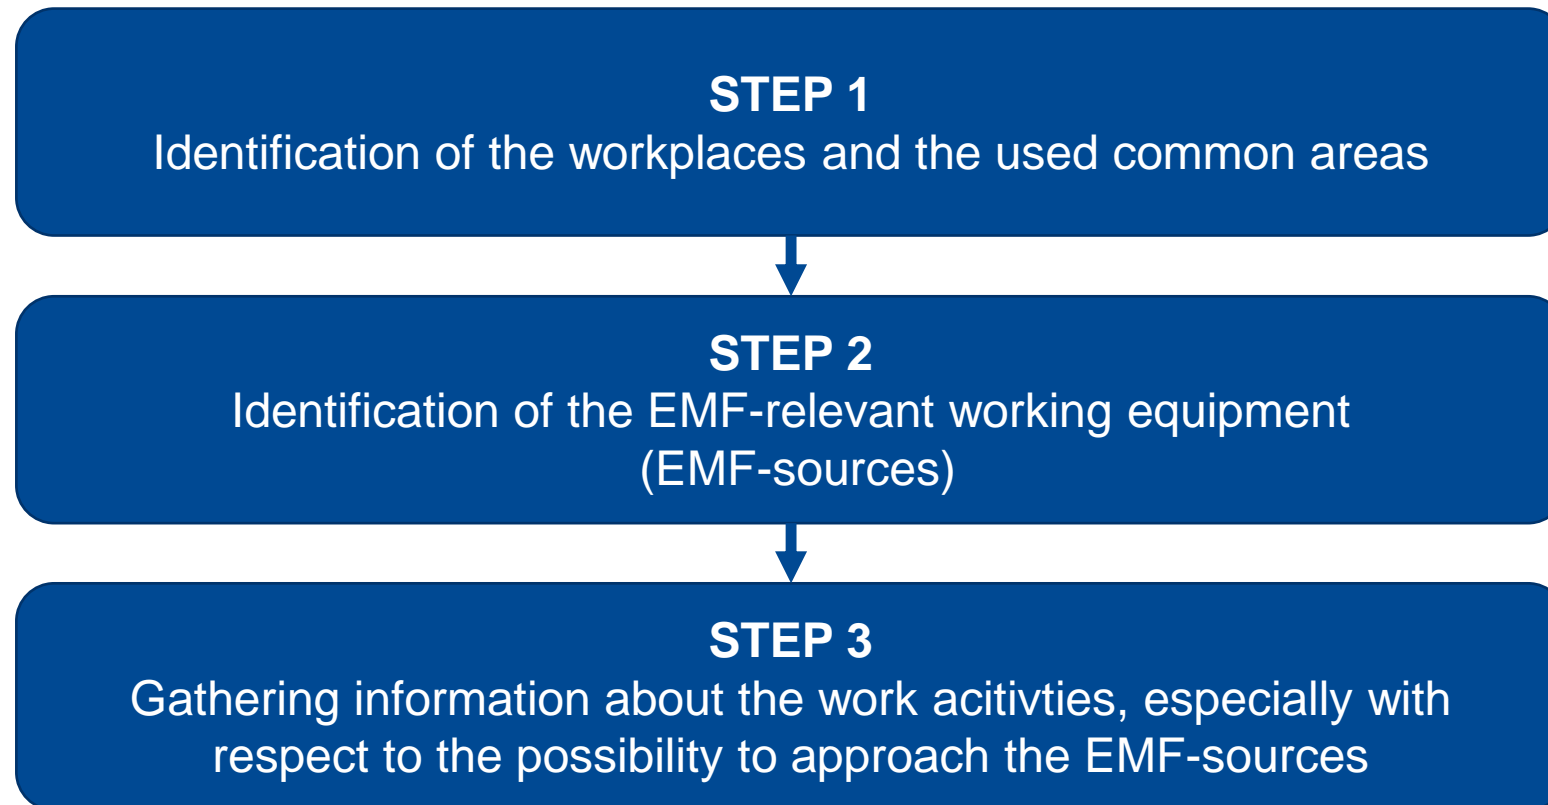 STEP 1
Identification of the workplaces and the used common areas
STEP 2
Identification of the EMF-relevant working equipment
(EMF-sources)
STEP 3
Gathering information about the work acitivties, especially with
respect to the possibility to approach the EMF-sources